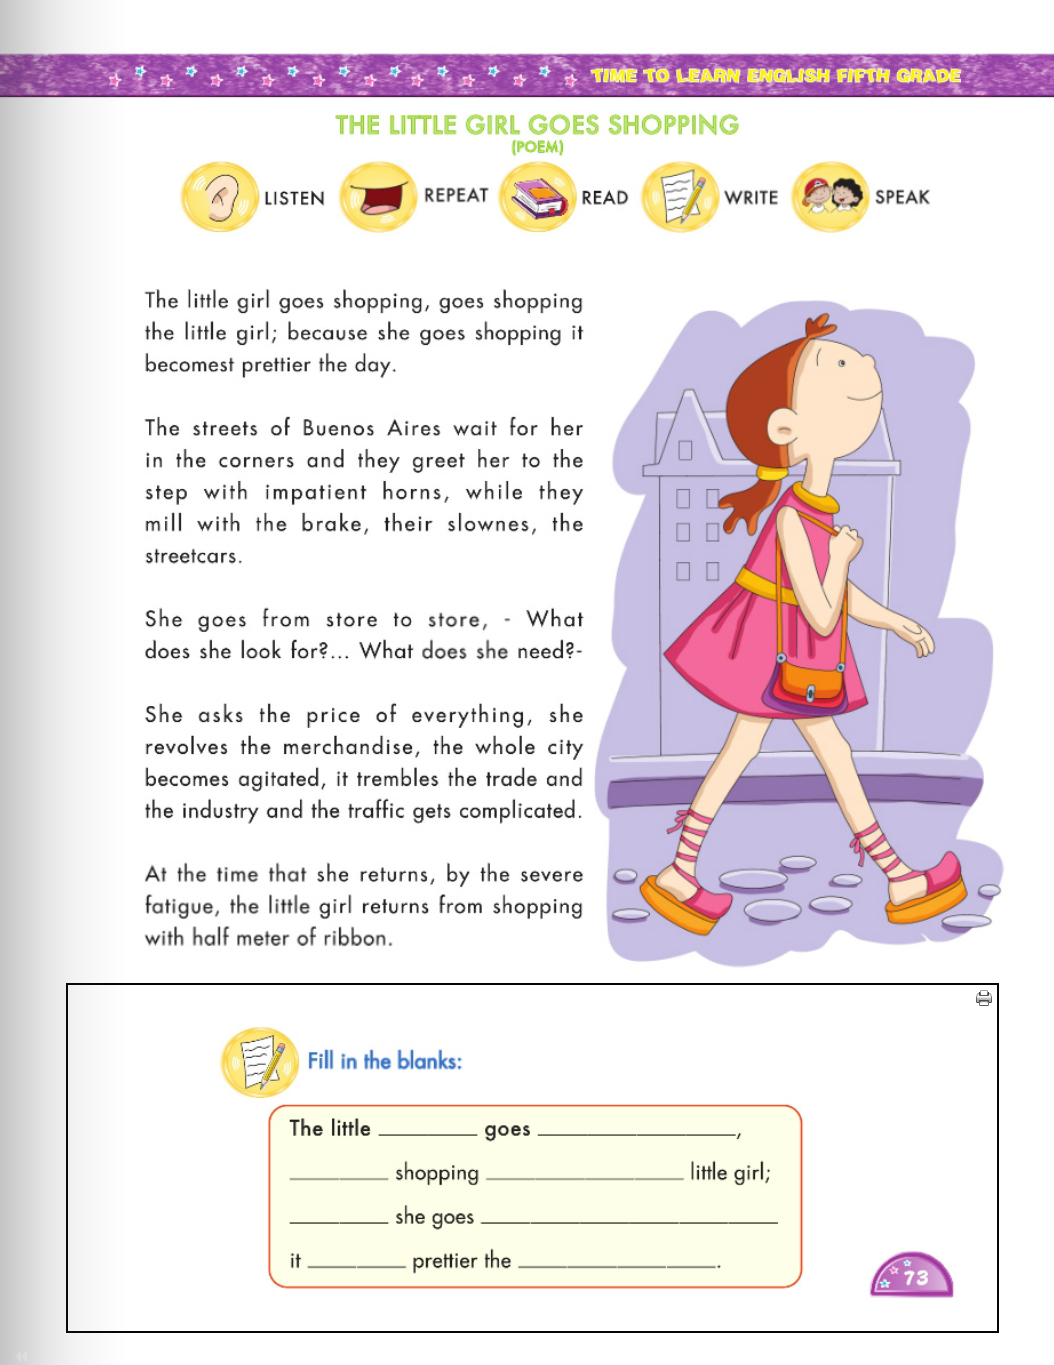 TIME TO LEARN ENGLISH FIFTH GRADE
THE LITTLE GIRL GOES SHOPPING
(POEM)
LISTEN
REPEAT
READ
WRITE
SPEAK
The little girl goes shopping, goes shopping
the little girl; because she goes shopping it
becomest prettier the day.
The streets of Buenos Aires wait for her
in the corners and they greet her to the
step with impatient horns, while they
mill with the brake, their slownes, the
streetcars.
She goes from store to store, - What
does she look for?... What does she need?-
She asks the price of everything, she
revolves the merchandise, the whole city
becomes agitated, it trembles the trade and
the industry and the traffic gets complicated.
At the time that she returns, by the severe
fatigue, the little girl returns from shopping
with half meter of ribbon.
Fill in the blanks:
The little ________ goes ________________,
________ shopping ________________ little girl;
________ she goes ________________________
it ________ prettier the ________________.
73
44